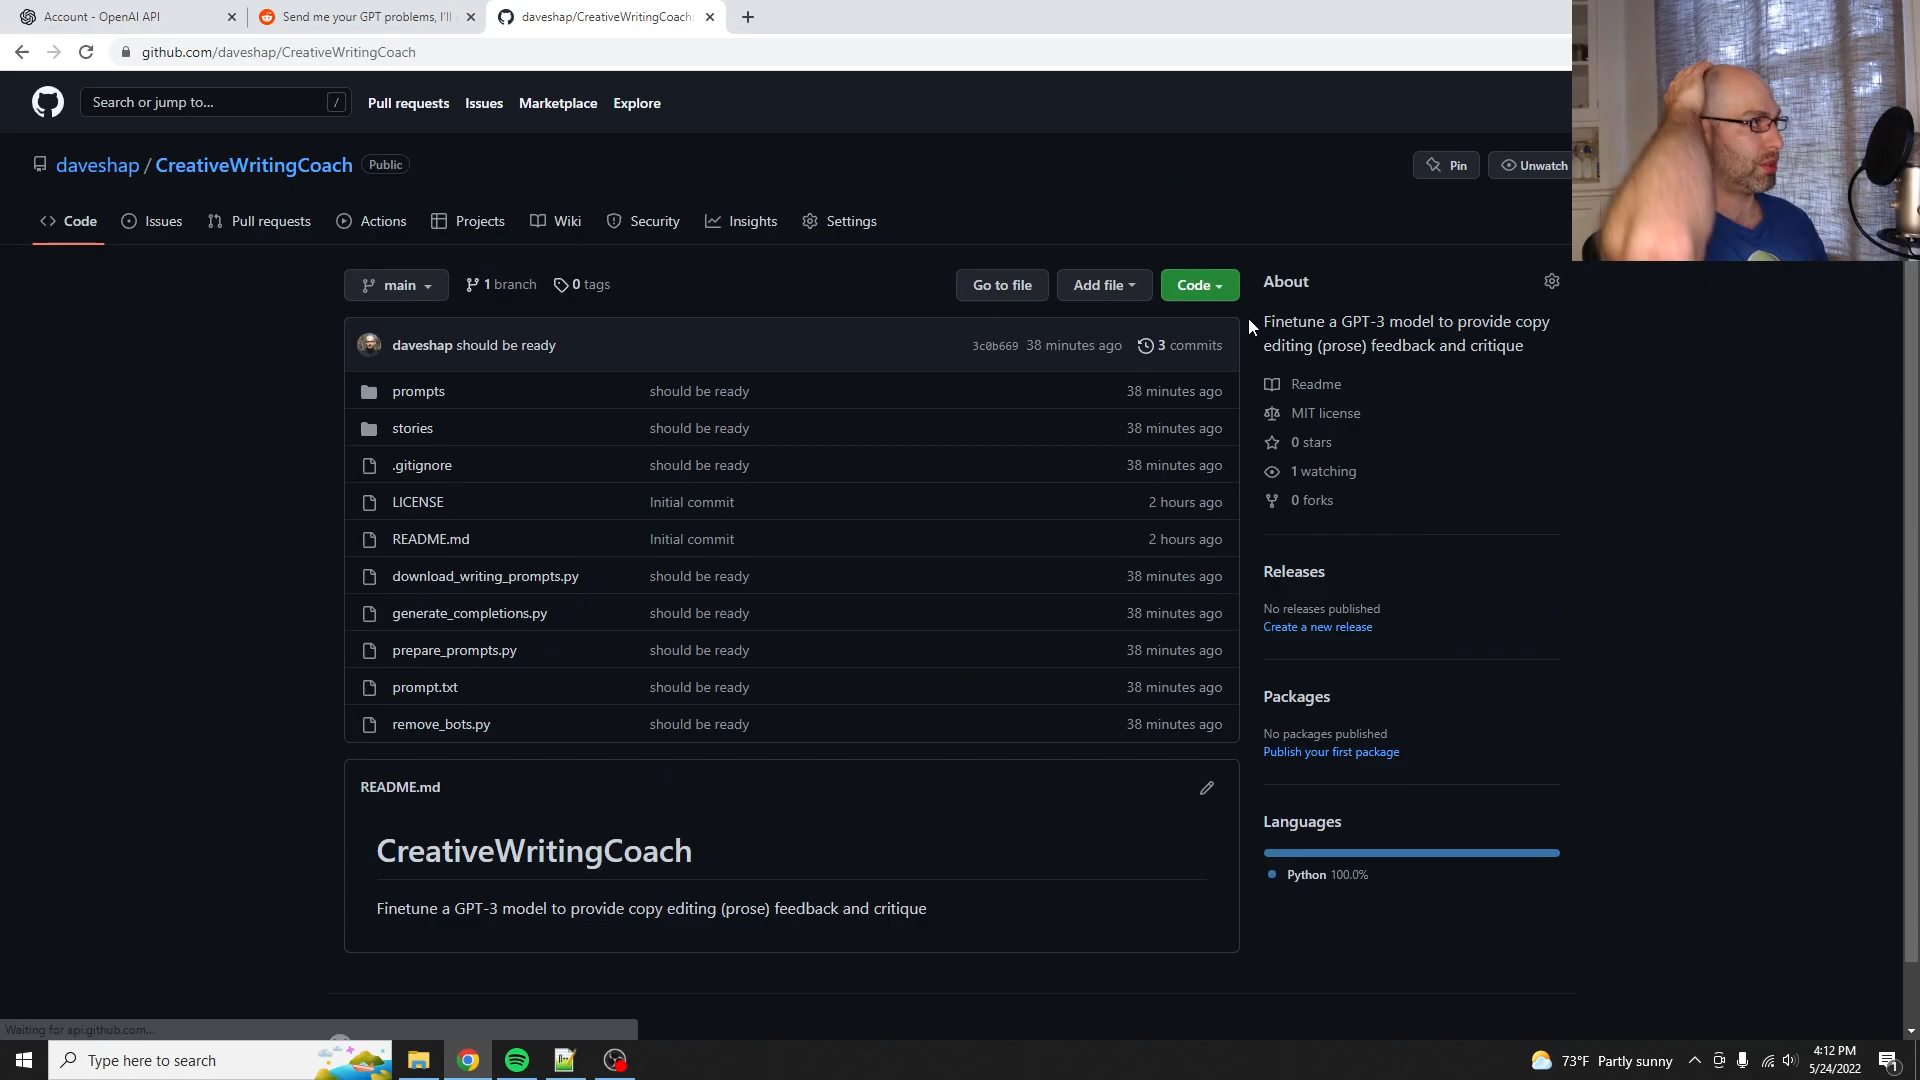 Account - OpenAI API
Send me your GPT problems, I'll
daveshap/CreativeWritingCoach
github.com/daveshap/CreativeWritingCoach
Search or jump to... /
Pull requests
Issues
Marketplace
Explore
daveshap / CreativeWritingCoach Public
Pin
Unwatch
Code
Issues
Pull requests
Actions
Projects
Wiki
Security
Insights
Settings
main
1 branch
0 tags
Go to file
Add file
Code
daveshap should be ready 3c0b669 38 minutes ago 3 commits
prompts should be ready 38 minutes ago
stories should be ready 38 minutes ago
.gitignore should be ready 38 minutes ago
LICENSE Initial commit 2 hours ago
README.md Initial commit 2 hours ago
download_writing_prompts.py should be ready 38 minutes ago
generate_completions.py should be ready 38 minutes ago
prepare_prompts.py should be ready 38 minutes ago
prompt.txt should be ready 38 minutes ago
remove_bots.py should be ready 38 minutes ago
README.md
CreativeWritingCoach
Finetune a GPT-3 model to provide copy editing (prose) feedback and critique
About
Finetune a GPT-3 model to provide copy
editing (prose) feedback and critique
Readme
MIT license
0 stars
1 watching
0 forks
Releases
No releases published
Create a new release
Packages
No packages published
Publish your first package
Languages
Python 100.0%
Waiting for api.github.com...
Type here to search
73°F Partly sunny
4:12 PM
5/24/2022
1